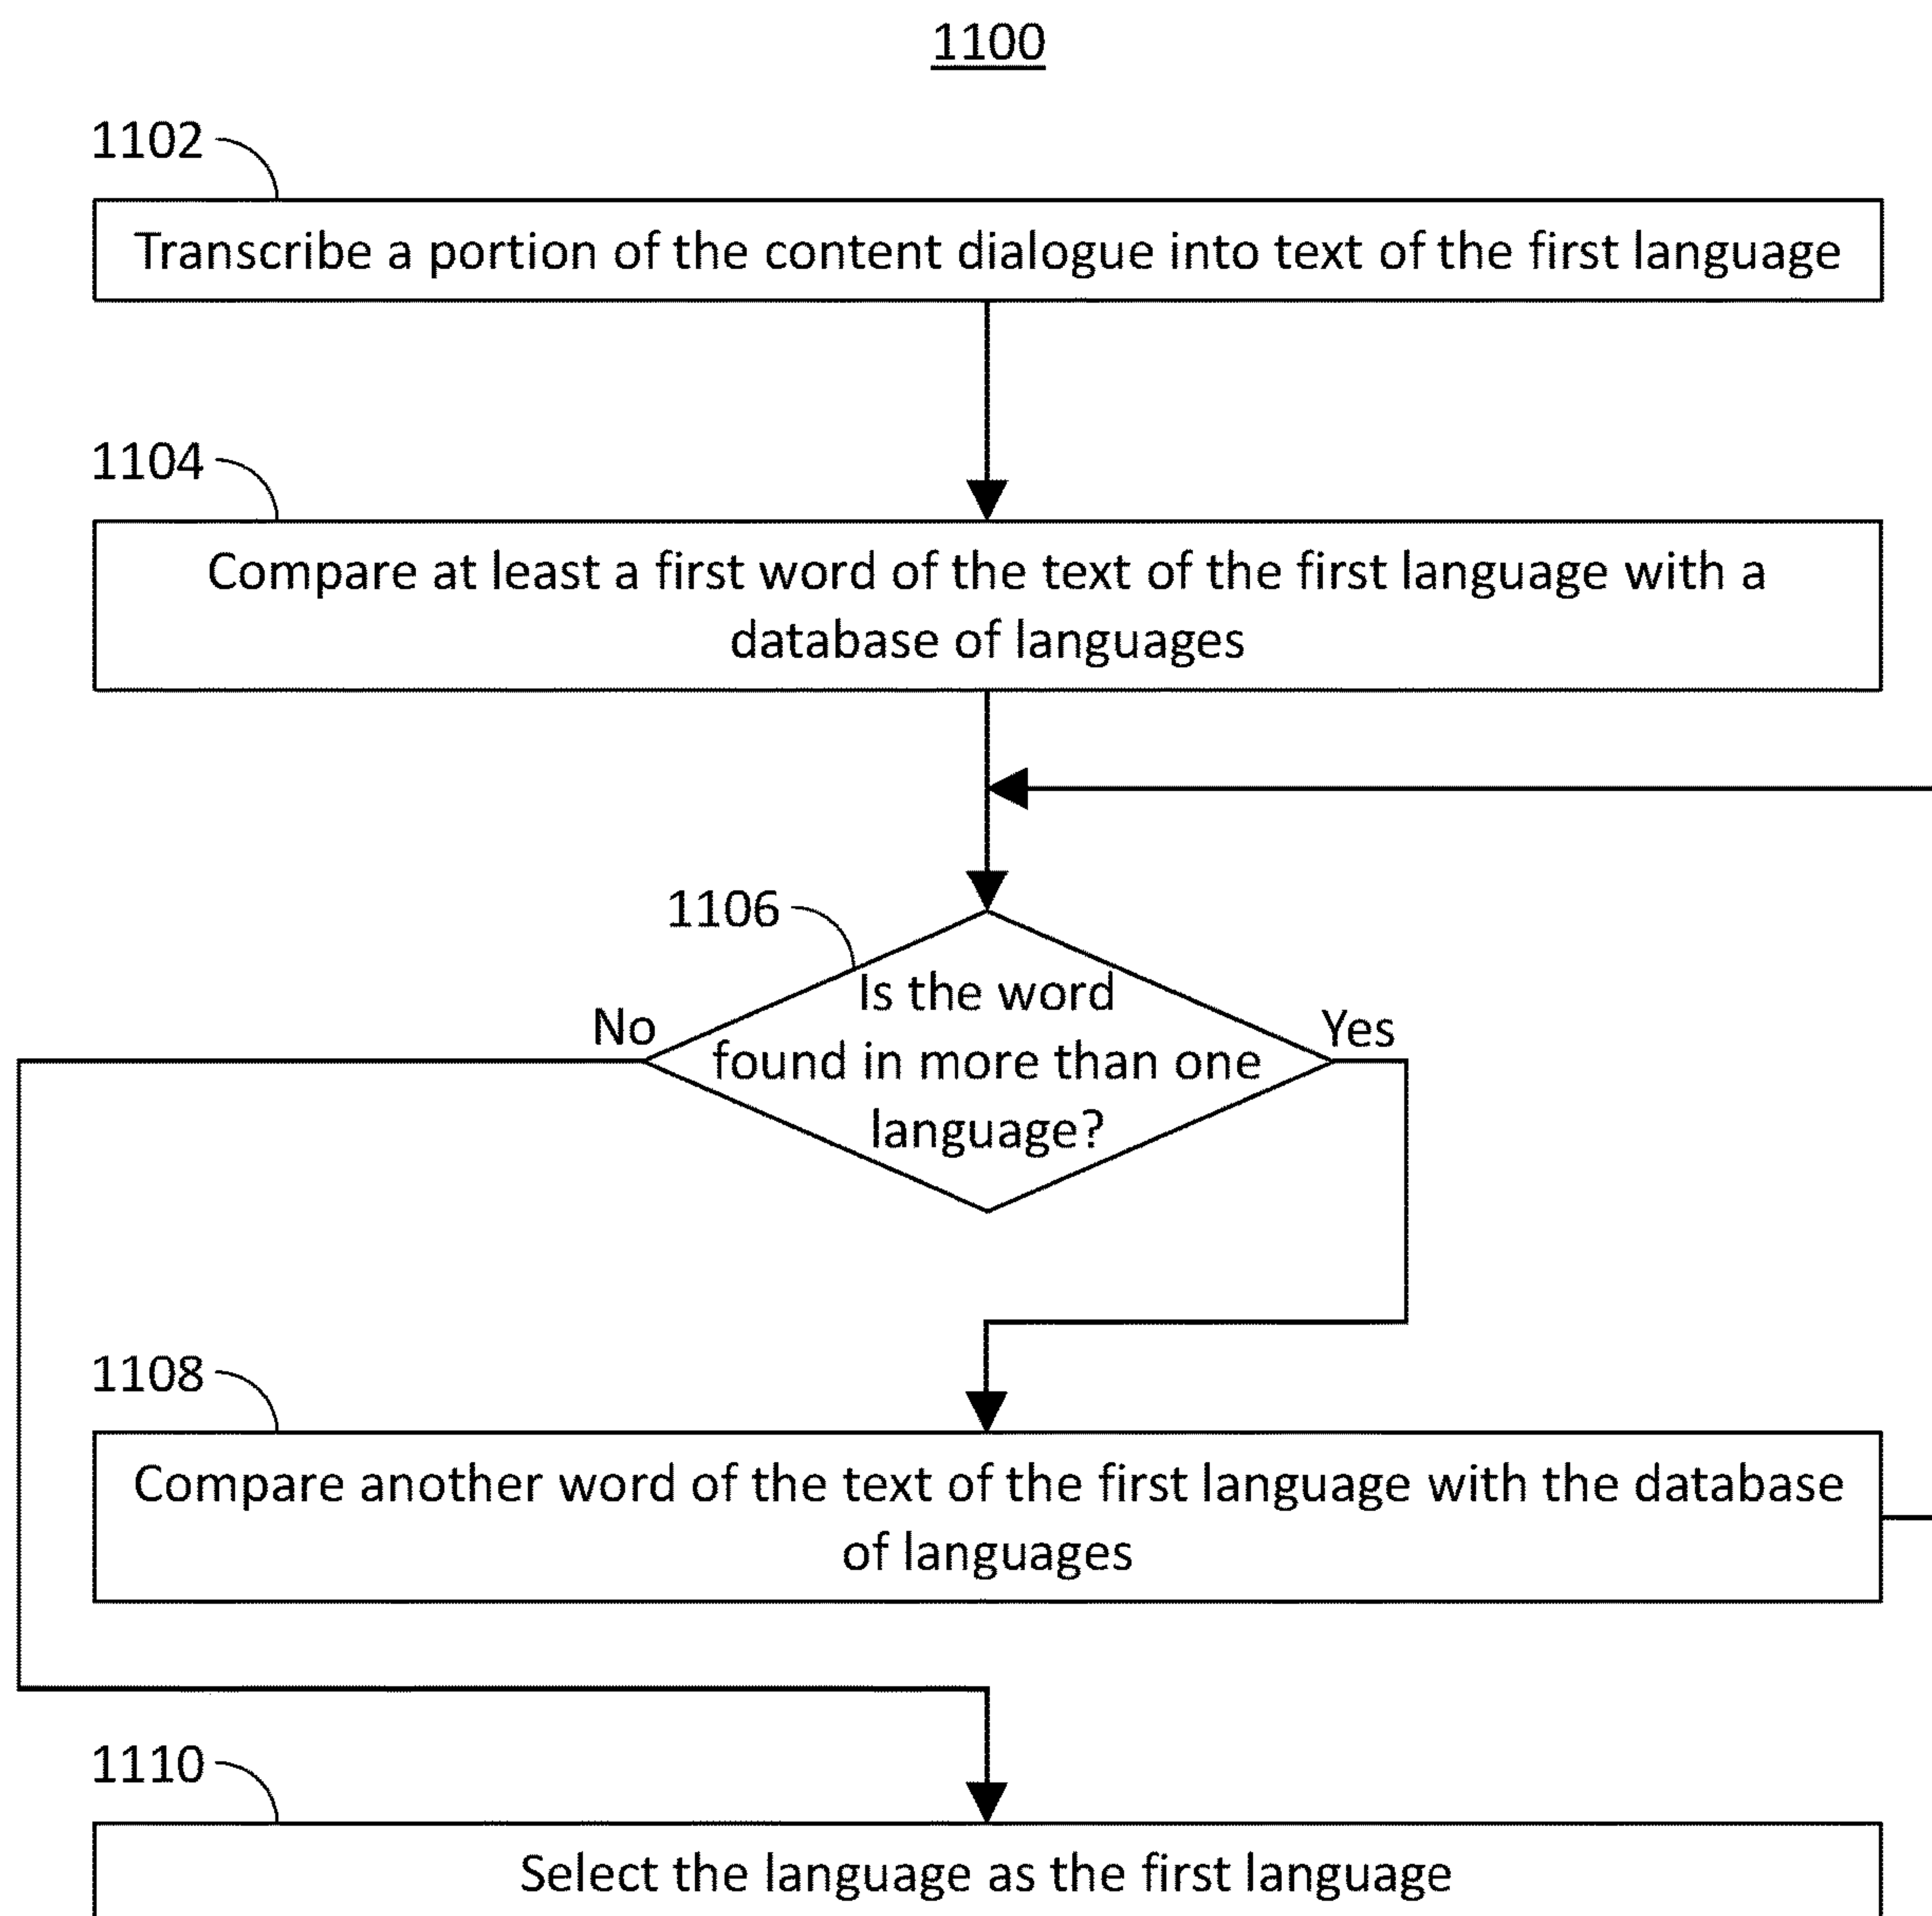 1100
1102
Transcribe a portion of the content dialogue into text of the first language
1104
Compare at least a first word of the text of the first language with a
database of languages
1106
Is the word
found in more than one
language?
No
Yes
1108
Compare another word of the text of the first language with the database
of languages
1110
Select the language as the first language